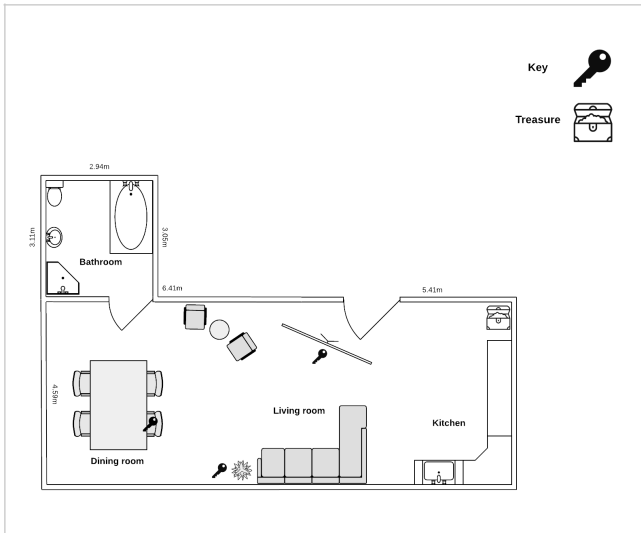 Key
Treasure
2.94m
3.11m
3.05m
Bathroom
6.41m
5.41m
4.59m
Living room
Kitchen
Dining room